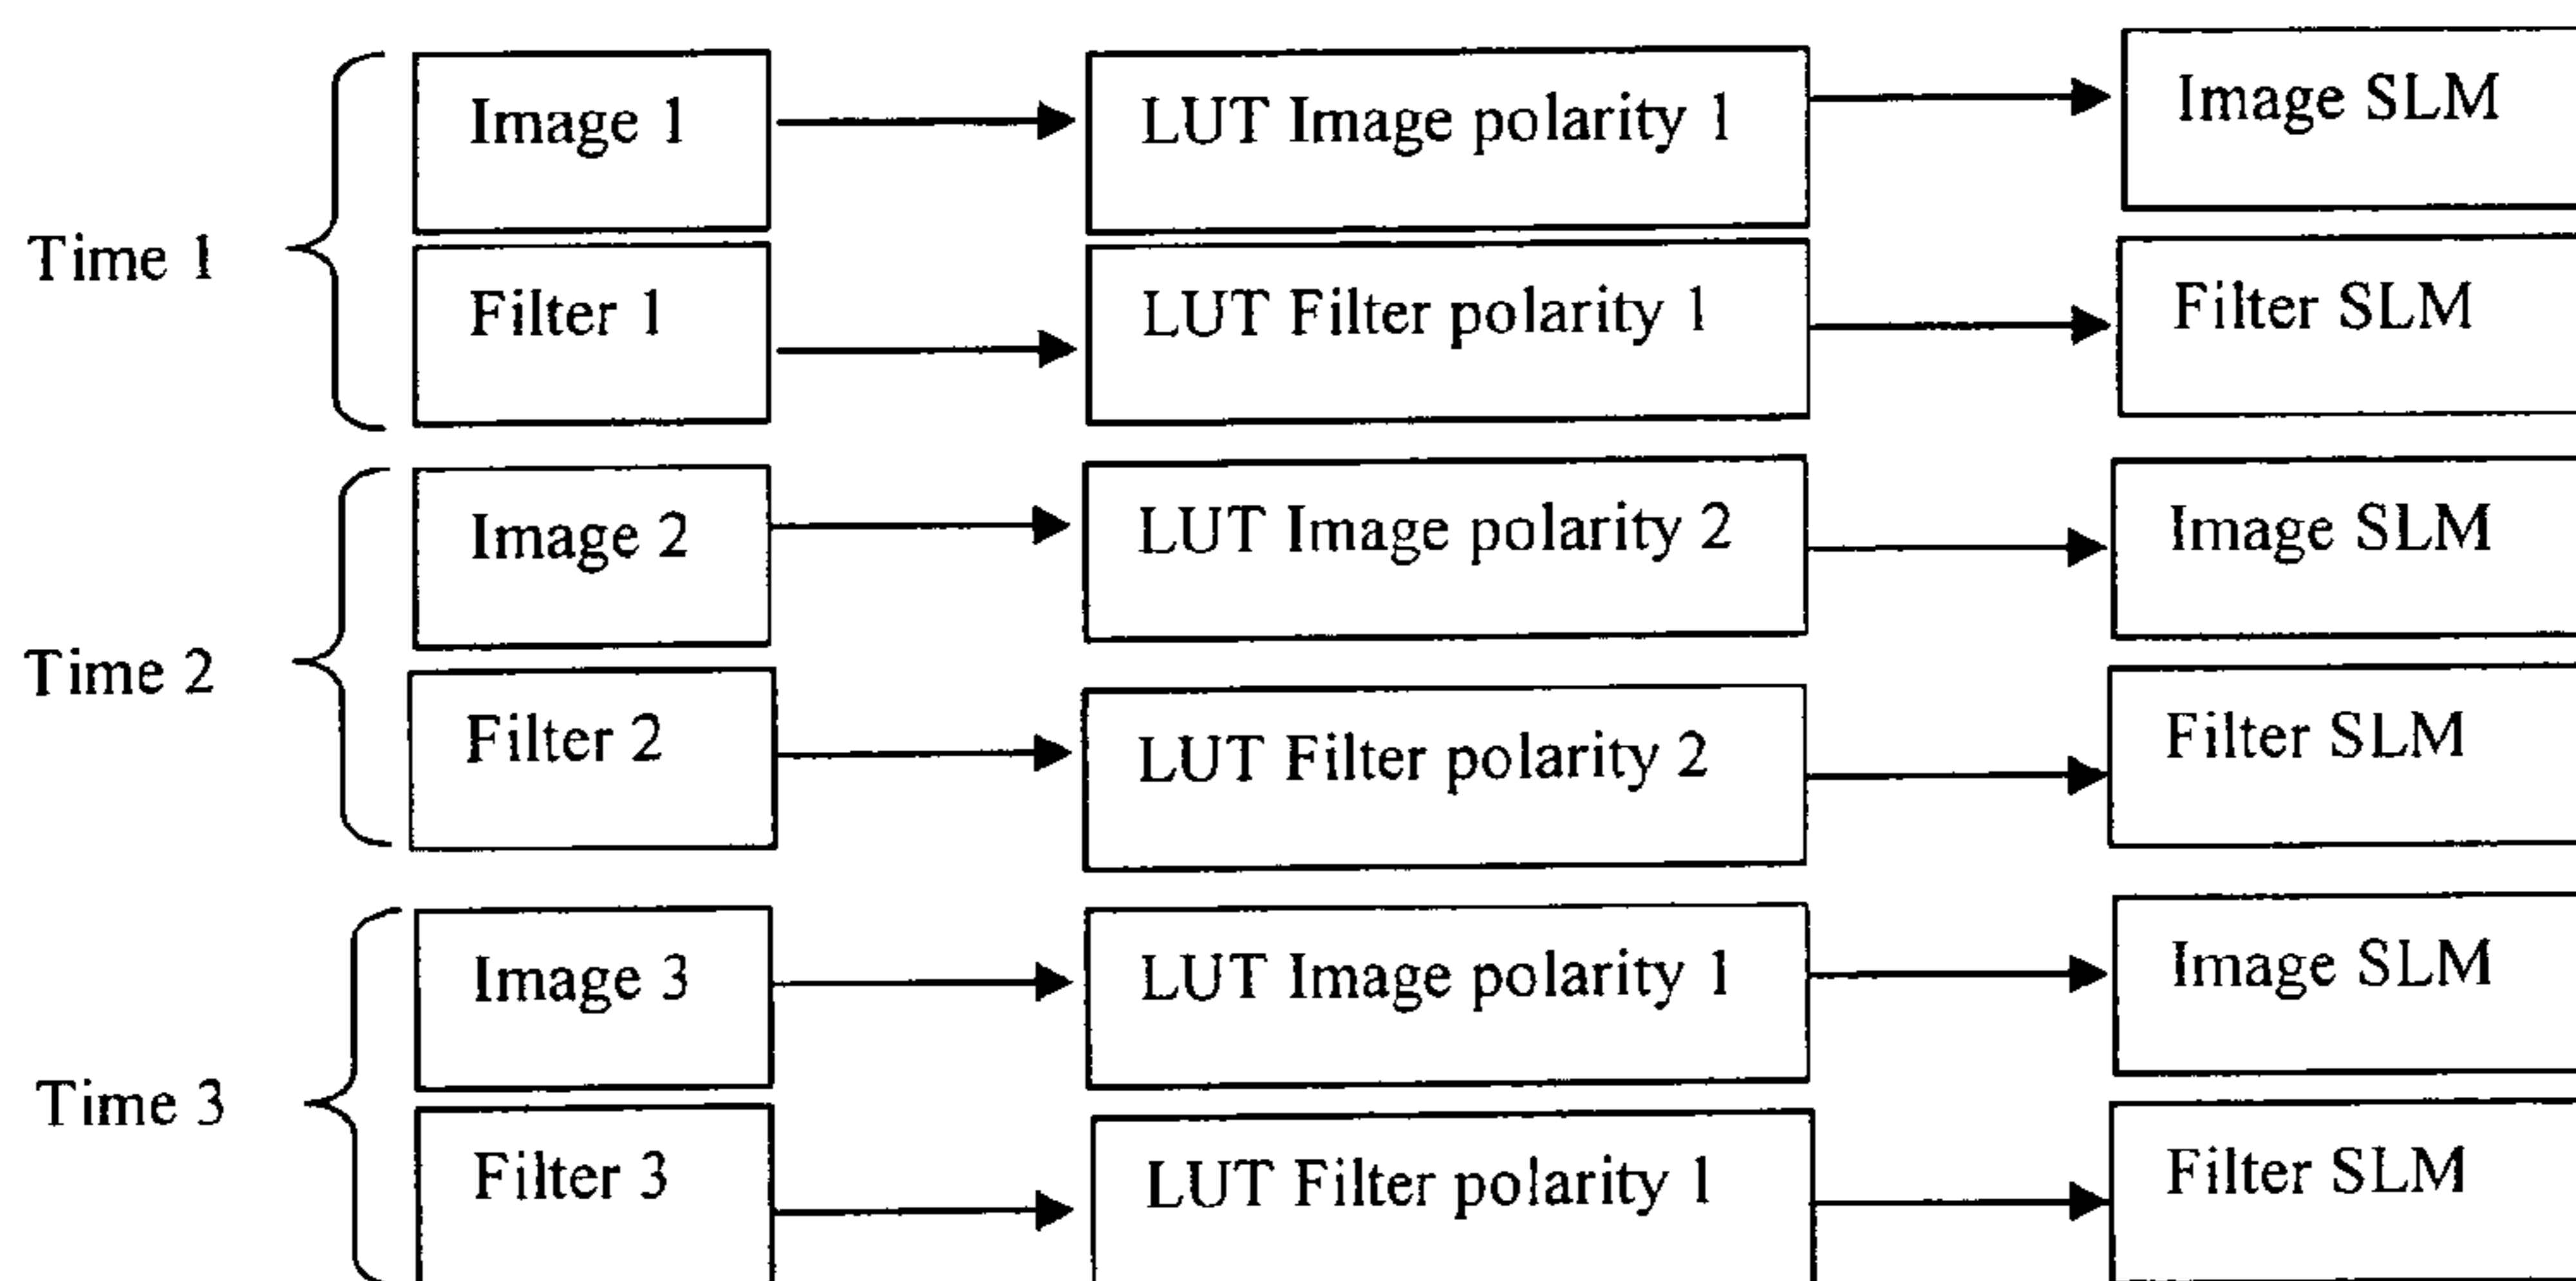 Time 1
Image 1
LUT Image polarity 1
Image SLM
Filter 1
LUT Filter polarity 1
Filter SLM
Time 2
Image 2
LUT Image polarity 2
Image SLM
Filter 2
LUT Filter polarity 2
Filter SLM
Time 3
Image 3
LUT Image polarity 1
Image SLM
Filter 3
LUT Filter polarity 1
Filter SLM